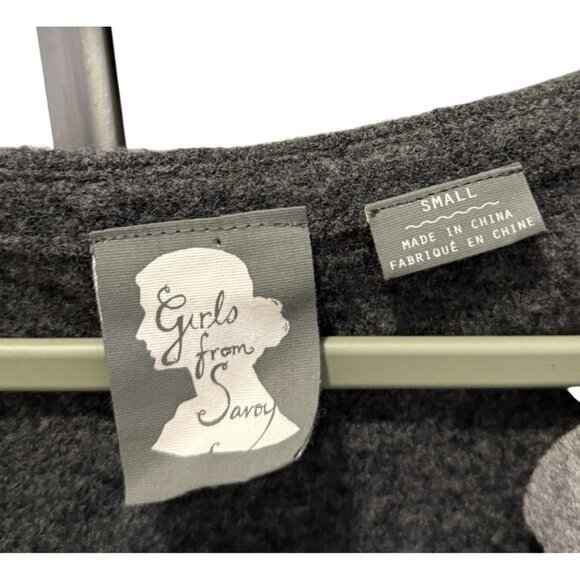 Girls
from
Savoy
SMALL
MADE IN CHINA
FABRIQUÉ EN CHINE